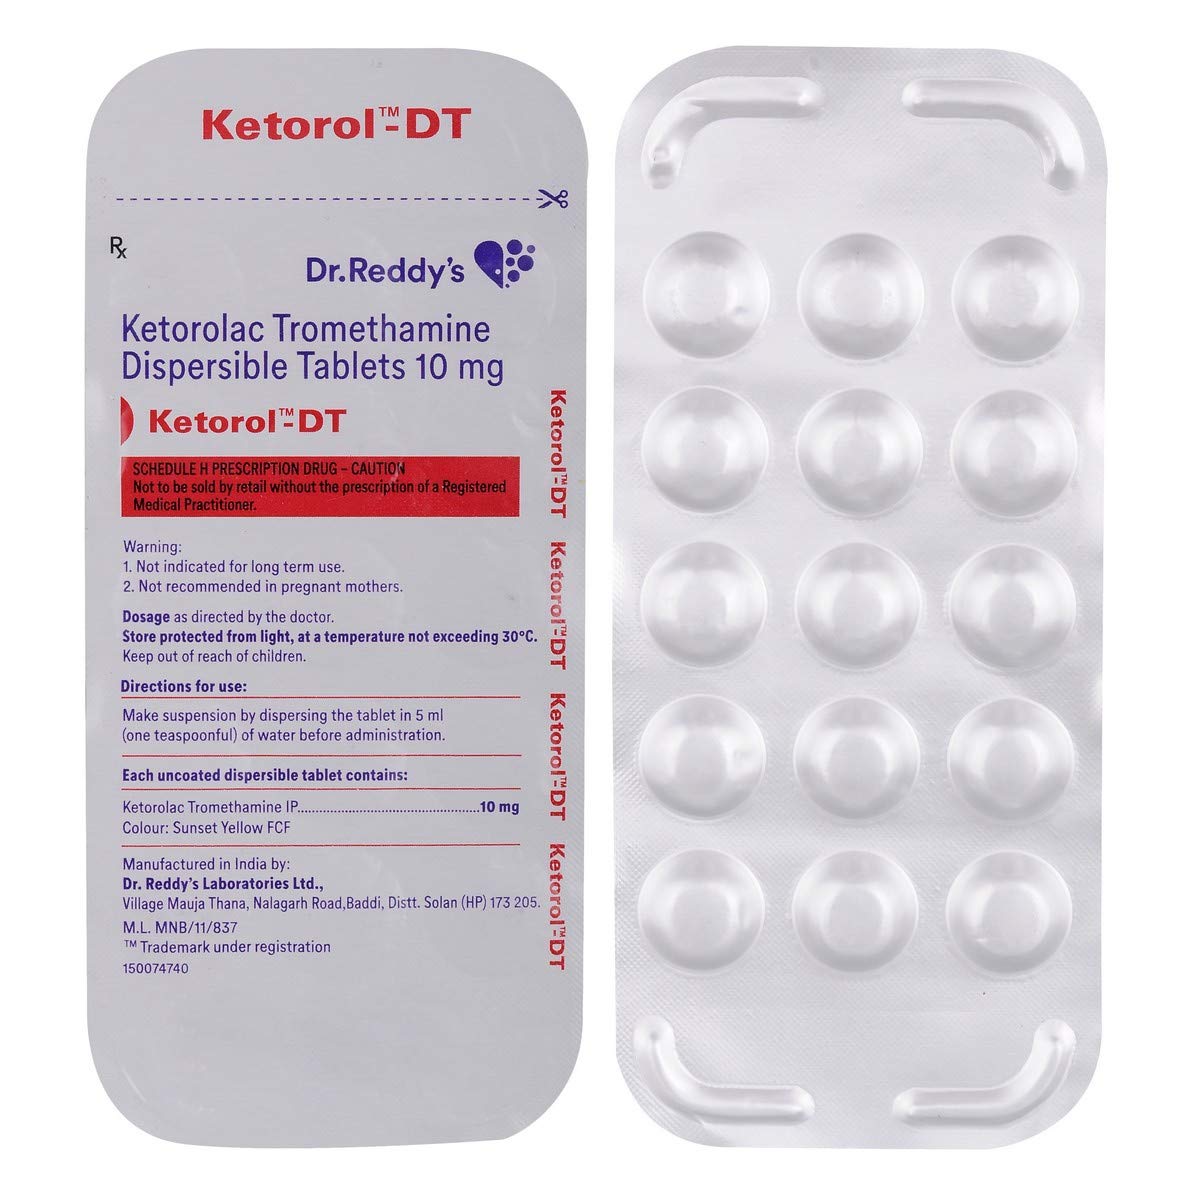 Ketorol™-DT
Rx
Dr.Reddy's
Ketorolac Tromethamine
Dispersible Tablets 10 mg
Ketorol™-DT
SCHEDULE H PRESCRIPTION DRUG – CAUTION
Not to be sold by retail without the prescription of a Registered
Medical Practitioner.
Warning:
1. Not indicated for long term use.
2. Not recommended in pregnant mothers.
Dosage as directed by the doctor.
Store protected from light, at a temperature not exceeding 30°C.
Keep out of reach of children.
Directions for use:
Make suspension by dispersing the tablet in 5 ml
(one teaspoonful) of water before administration.
Each uncoated dispersible tablet contains:
Ketorolac Tromethamine IP..........................................10 mg
Colour: Sunset Yellow FCF
Manufactured in India by:
Dr. Reddy's Laboratories Ltd.,
Village Mauja Thana, Nalagarh Road,Baddi, Distt. Solan (HP) 173 205.
M.L. MNB/11/837
™ Trademark under registration
150074740
Ketorol™-DT
Ketorol™-DT
Ketorol™-DT
Ketorol™-DT